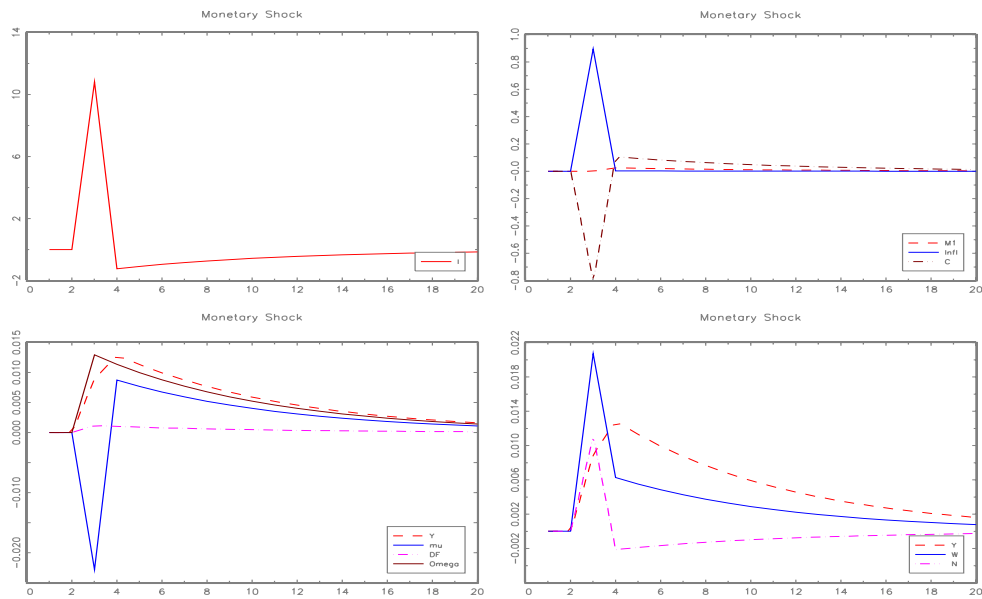 Monetary Shock
14
10
6
2
−2
I
0 2 4 6 8 10 12 14 16 18 20
Monetary Shock
1.0
0.8
0.6
0.4
0.2
−0.0
−0.2
−0.4
−0.6
−0.8
M1
Infl
C
0 2 4 6 8 10 12 14 16 18 20
Monetary Shock
0.015
0.010
0.005
0.000
−0.010
−0.020
Y
mu
DF
Omega
0 2 4 6 8 10 12 14 16 18 20
Monetary Shock
0.022
0.018
0.014
0.010
0.006
0.002
−0.002
Y
W
N
0 2 4 6 8 10 12 14 16 18 20